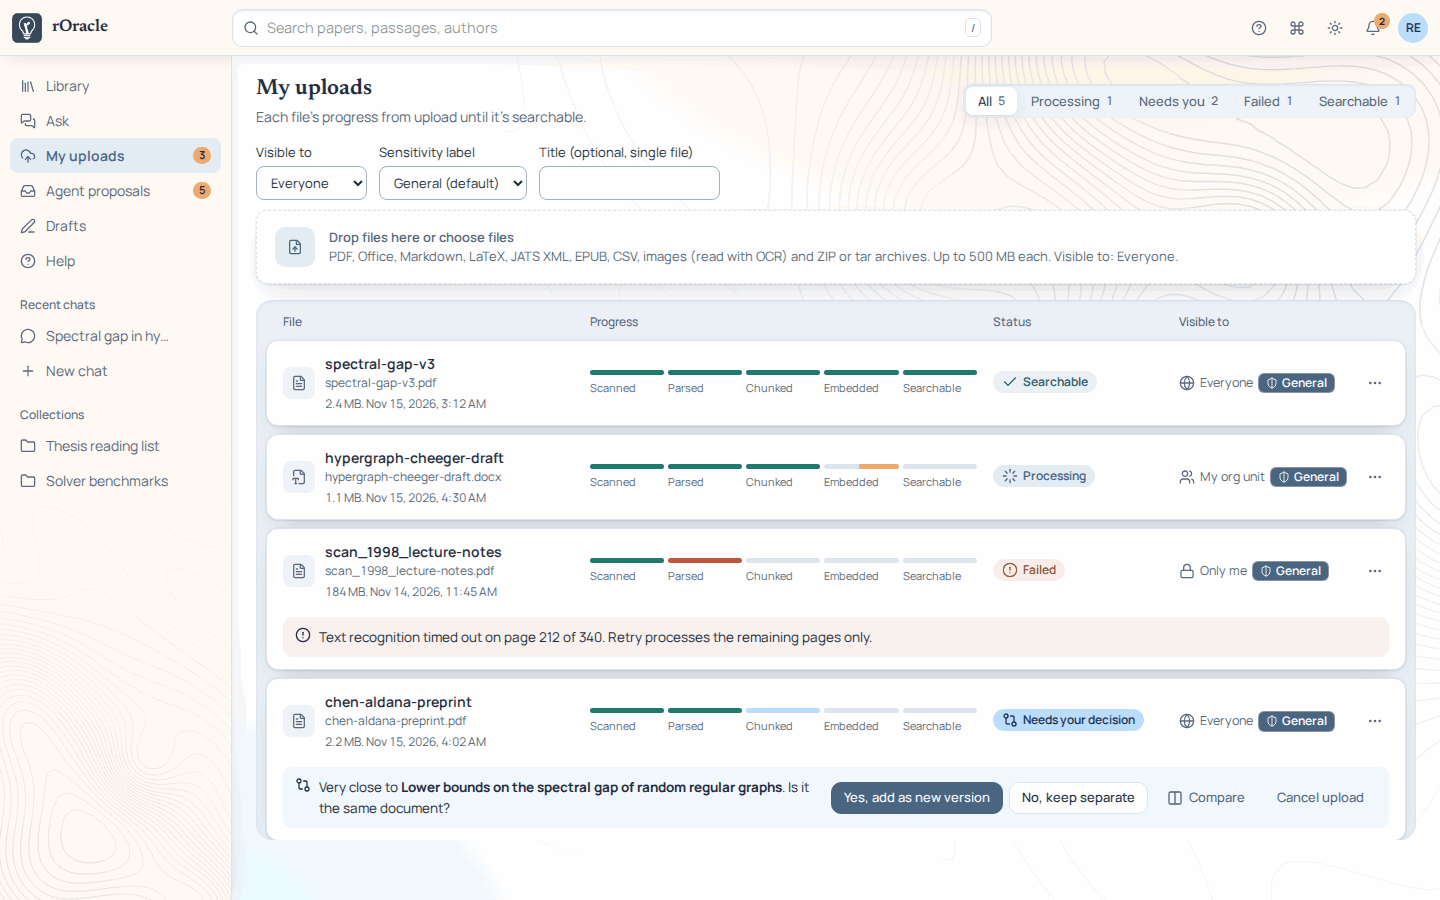 rOracle
Search papers, passages, authors
/
2
RE
Library
Ask
My uploads
3
Agent proposals
5
Drafts
Help
Recent chats
Spectral gap in hy...
New chat
Collections
Thesis reading list
Solver benchmarks
My uploads
Each file's progress from upload until it's searchable.
All 5
Processing 1
Needs you 2
Failed 1
Searchable 1
Visible to
Sensitivity label
Title (optional, single file)
Everyone
General (default)
Drop files here or choose files
PDF, Office, Markdown, LaTeX, JATS XML, EPUB, CSV, images (read with OCR) and ZIP or tar archives. Up to 500 MB each. Visible to: Everyone.
File
Progress
Status
Visible to
spectral-gap-v3
spectral-gap-v3.pdf
2.4 MB. Nov 15, 2026, 3:12 AM
Scanned
Parsed
Chunked
Embedded
Searchable
Searchable
Everyone
General
hypergraph-cheeger-draft
hypergraph-cheeger-draft.docx
1.1 MB. Nov 15, 2026, 4:30 AM
Scanned
Parsed
Chunked
Embedded
Searchable
Processing
My org unit
General
scan_1998_lecture-notes
scan_1998_lecture-notes.pdf
184 MB. Nov 14, 2026, 11:45 AM
Scanned
Parsed
Chunked
Embedded
Searchable
Failed
Only me
General
Text recognition timed out on page 212 of 340. Retry processes the remaining pages only.
chen-aldana-preprint
chen-aldana-preprint.pdf
2.2 MB. Nov 15, 2026, 4:02 AM
Scanned
Parsed
Chunked
Embedded
Searchable
Needs your decision
Everyone
General
Very close to Lower bounds on the spectral gap of random regular graphs. Is it
the same document?
Yes, add as new version
No, keep separate
Compare
Cancel upload